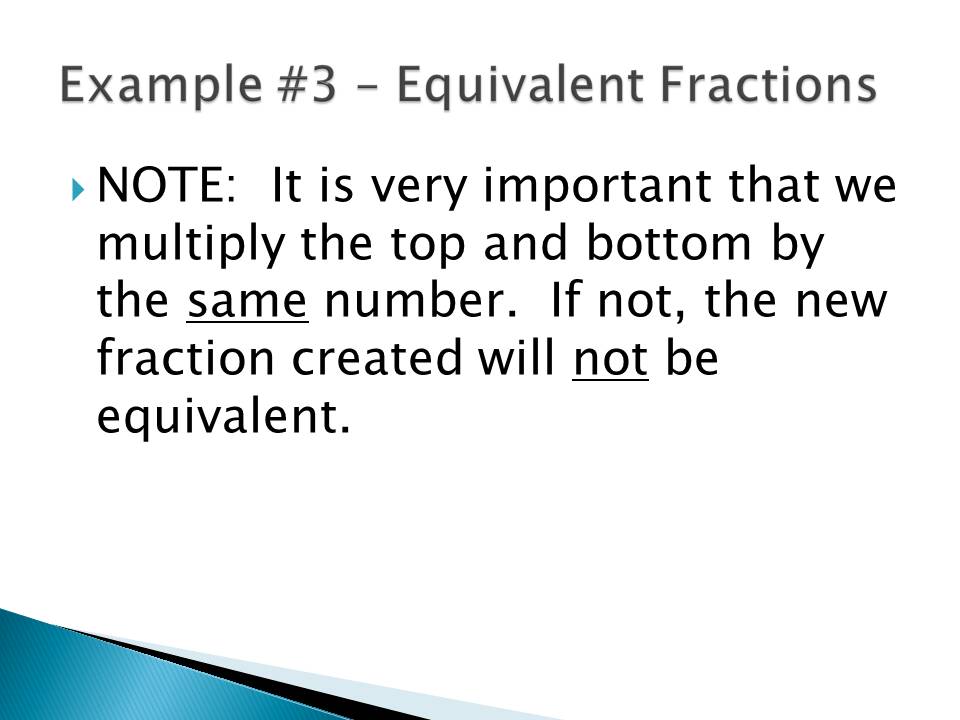 Example #3 – Equivalent Fractions
NOTE:  It is very important that we
multiply the top and bottom by
the same number.  If not, the new
fraction created will not be
equivalent.